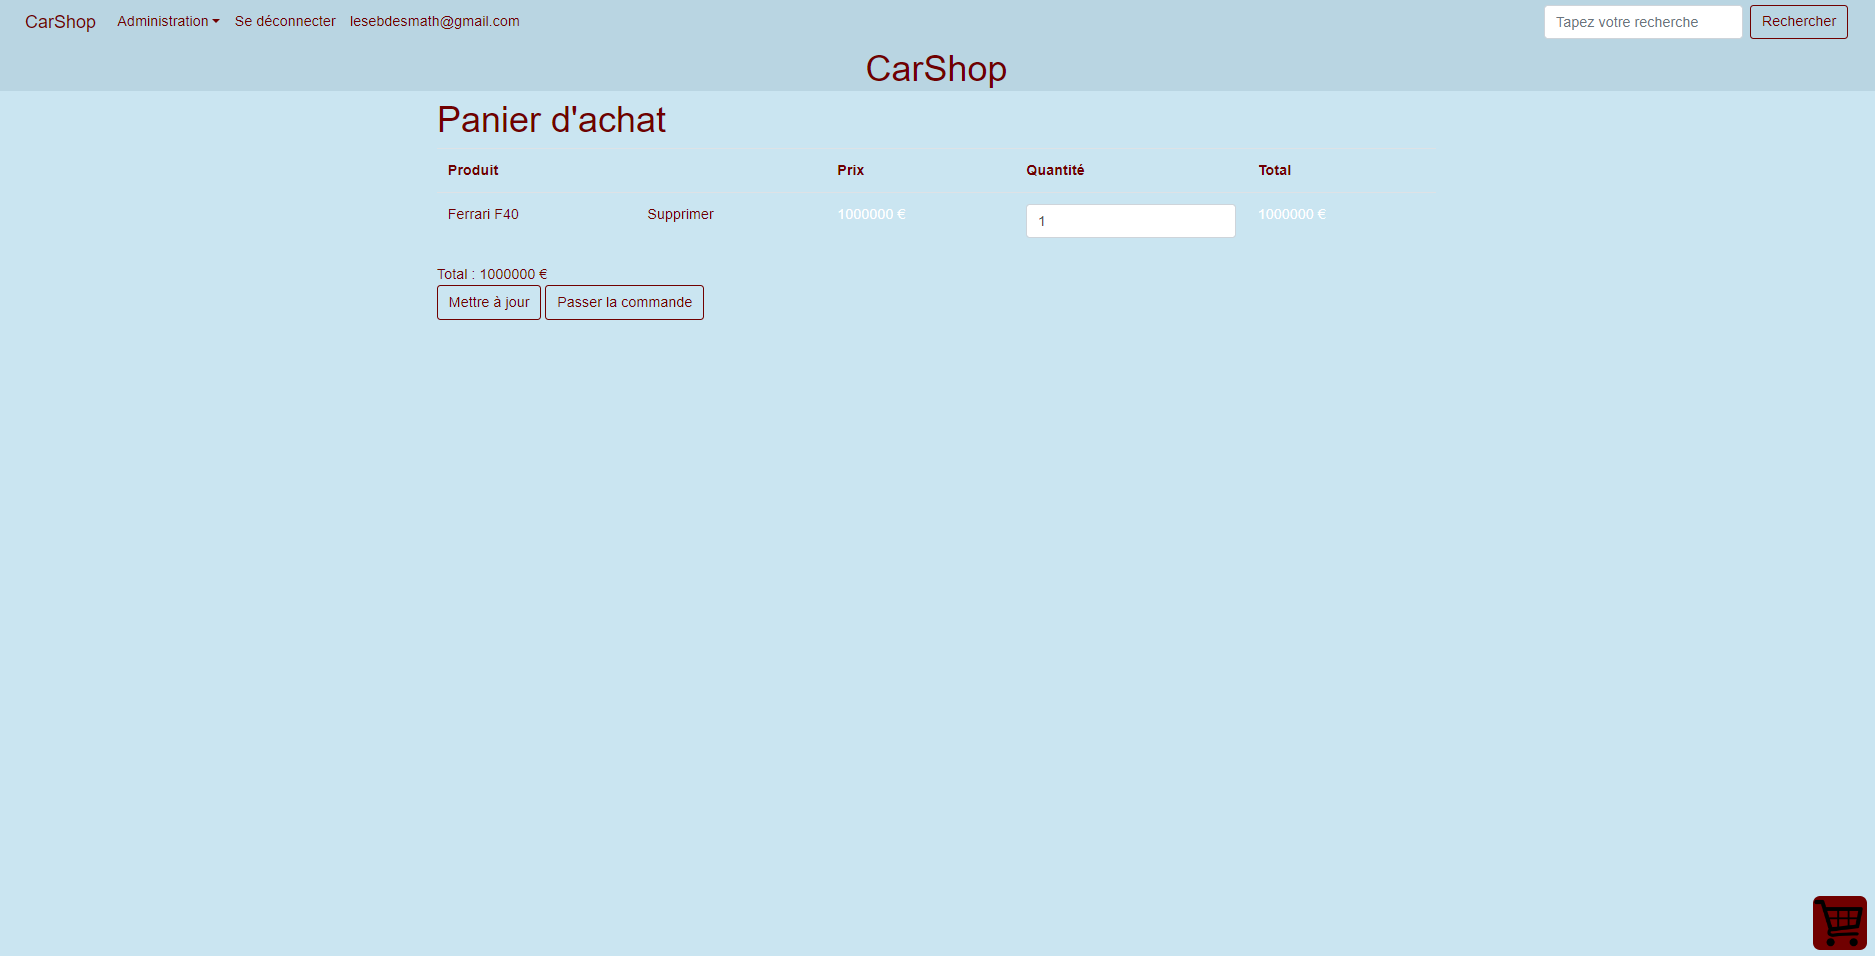 CarShop Administration Se déconnecter lesebdesmath@gmail.com Tapez votre recherche Rechercher
CarShop
Panier d'achat
Produit Prix Quantité Total
Ferrari F40 Supprimer 1000000 € 1 1000000 €
Total : 1000000 €
Mettre à jour Passer la commande